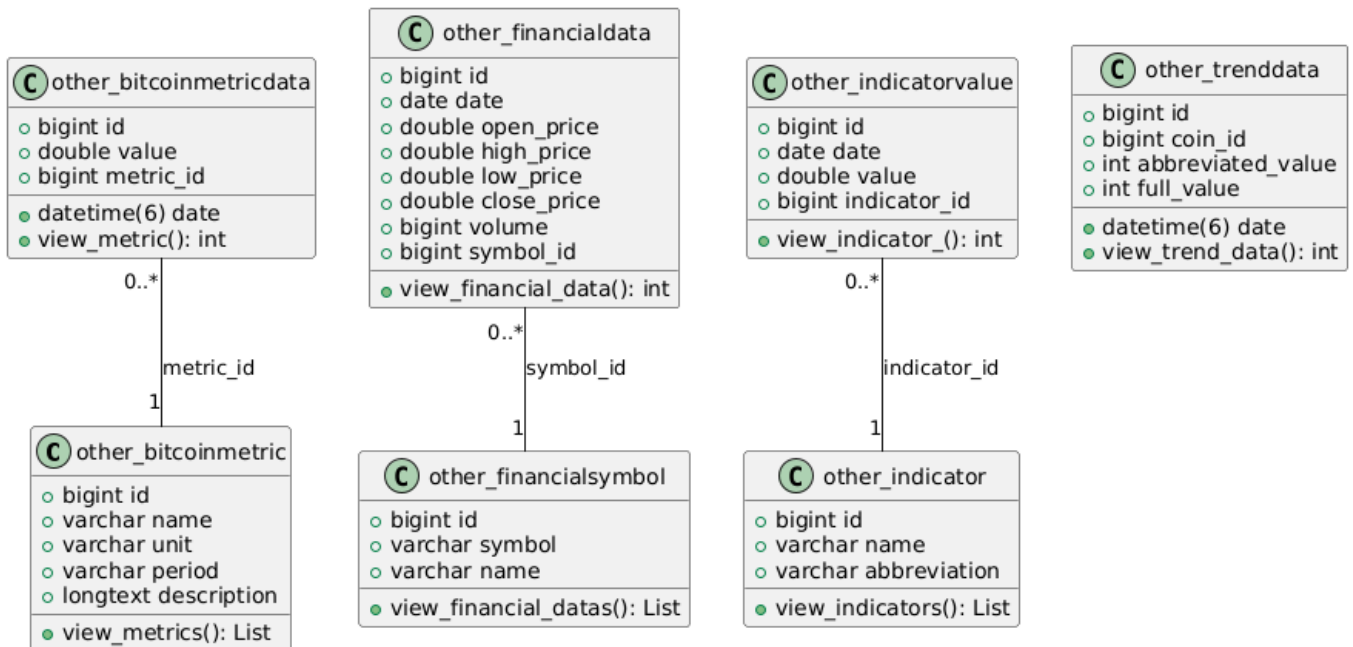 C other_bitcoinmetricdata
bigint id
double value
bigint metric_id
datetime(6) date
view_metric(): int
C other_financialdata
bigint id
date date
double open_price
double high_price
double low_price
double close_price
bigint volume
bigint symbol_id
view_financial_data(): int
C other_indicatorvalue
bigint id
date date
double value
bigint indicator_id
view_indicator_(): int
C other_trenddata
bigint id
bigint coin_id
int abbreviated_value
int full_value
datetime(6) date
view_trend_data(): int
0..*
metric_id
1
0..*
symbol_id
1
0..*
indicator_id
1
C other_bitcoinmetric
bigint id
varchar name
varchar unit
varchar period
longtext description
view_metrics(): List
C other_financialsymbol
bigint id
varchar symbol
varchar name
view_financial_datas(): List
C other_indicator
bigint id
varchar name
varchar abbreviation
view_indicators(): List